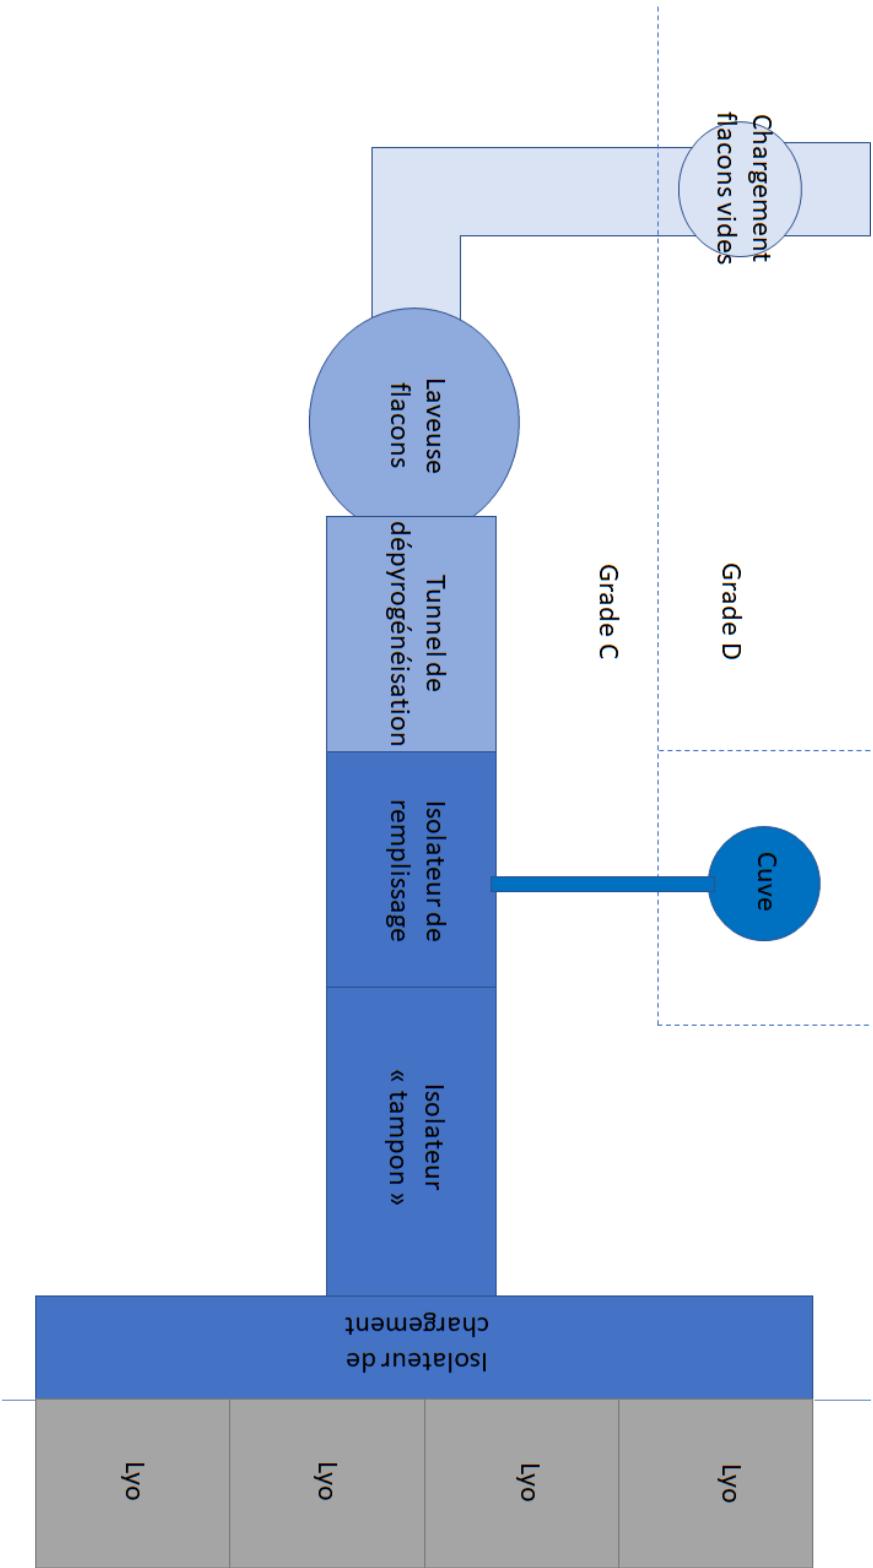 Chargement
flacons vides
Laveuse
flacons
Tunnel de
dépyrogénéisation
Grade C
Grade D
Isolateur de
remplissage
Cuve
Isolateur
« tampon »
Isolateur de
chargement
Lyo
Lyo
Lyo
Lyo